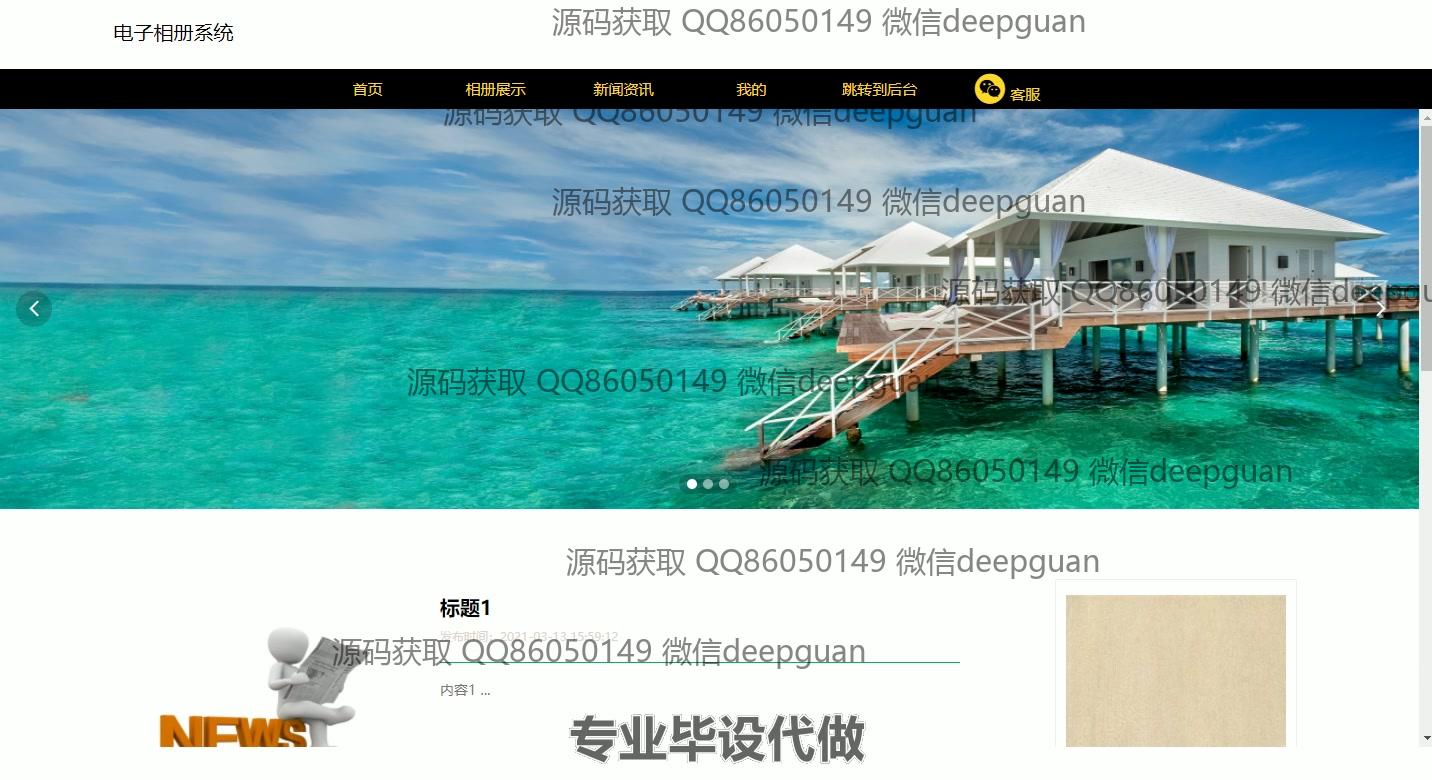 源码获取 QQ86050149 微信deepguan
电子相册系统
首页 相册展示 新闻资讯 我的 跳转到后台 客服
源码获取 QQ86050149 微信deepguan
源码获取 QQ86050149 微信deepguan
源码获取 QQ86050149 微信deepgu
源码获取 QQ86050149 微信deepguan
源码获取 QQ86050149 微信deepguan
源码获取 QQ86050149 微信deepguan
标题1
发布时间：2021-03-13 15:59:12
源码获取 QQ86050149 微信deepguan
内容1 ...
NEWS
专业毕设代做